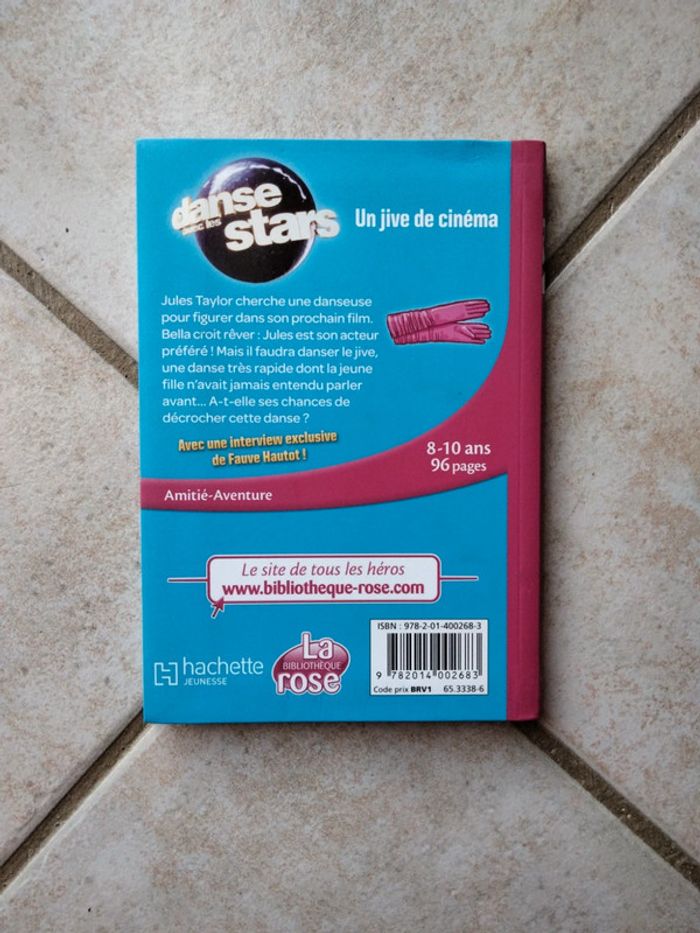 danse
avec les
stars
Un jive de cinéma
Jules Taylor cherche une danseuse
pour figurer dans son prochain film.
Bella croit rêver : Jules est son acteur
préféré ! Mais il faudra danser le jive,
une danse très rapide dont la jeune
fille n'avait jamais entendu parler
avant... A-t-elle ses chances de
décrocher cette danse ?
Avec une interview exclusive
de Fauve Hautot !
8-10 ans
96 pages
Amitié-Aventure
Le site de tous les héros
www.bibliotheque-rose.com
hachette
JEUNESSE
La
BIBLIOTHÈQUE
rose
ISBN : 978-2-01-400268-3
9 782014 002683
Code prix BRV1 65.3338-6